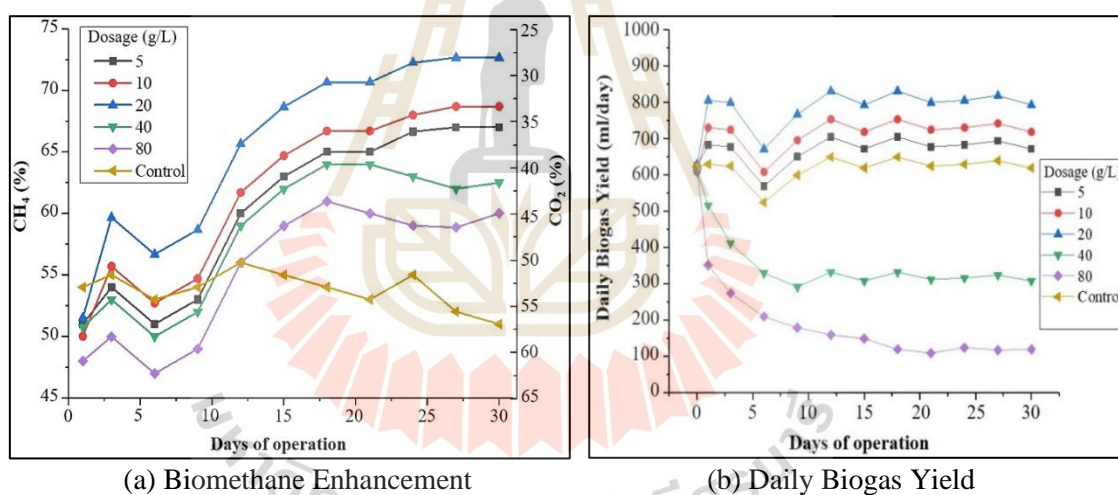 75
70
65
60
55
50
45
CH₄ (%)
25
30
35
40
45
50
55
60
65
CO₂ (%)
0 5 10 15 20 25 30
Days of operation
Dosage (g/L)
5
10
20
40
80
Control
(a) Biomethane Enhancement
1000
900
800
700
600
500
400
300
200
100
0
Daily Biogas Yield (ml/day)
0 5 10 15 20 25 30
Days of operation
Dosage (g/L)
5
10
20
40
80
Control
(b) Daily Biogas Yield